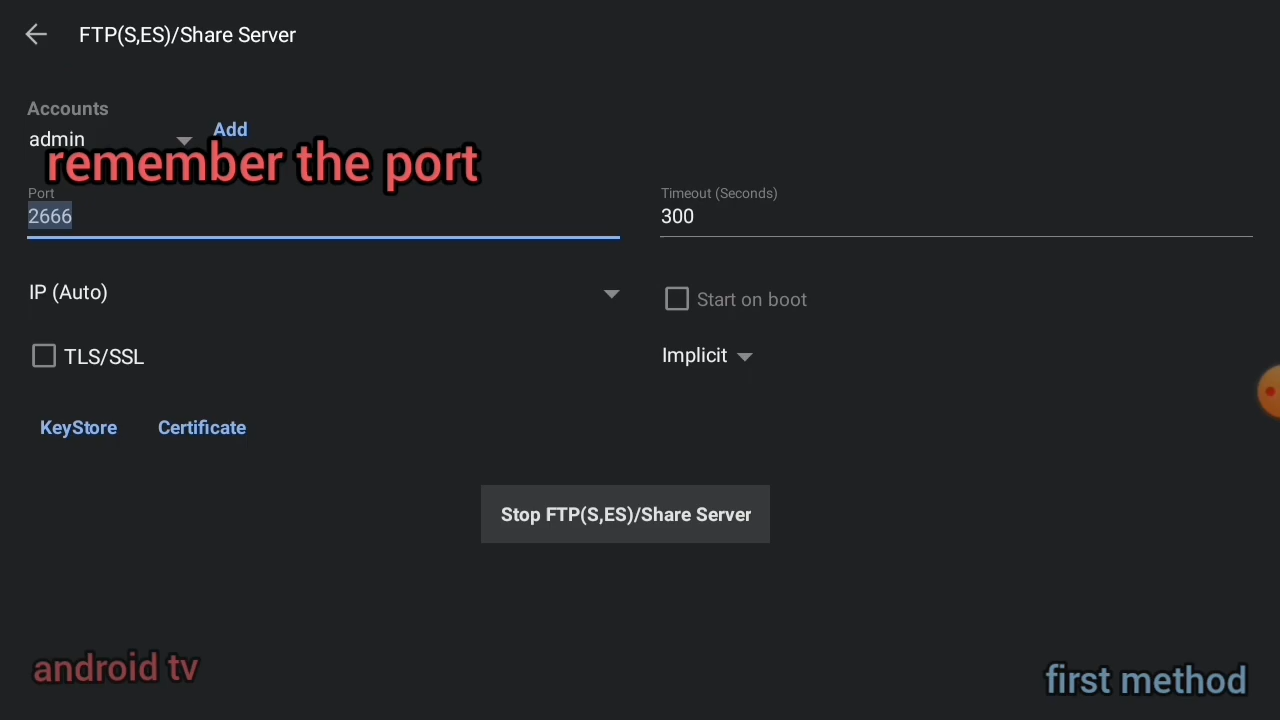 FTP(S,ES)/Share Server
Accounts
admin
Add
remember the port
Port
2666
Timeout (Seconds)
300
IP (Auto)
Start on boot
TLS/SSL
Implicit
KeyStore
Certificate
Stop FTP(S,ES)/Share Server
android tv
first method